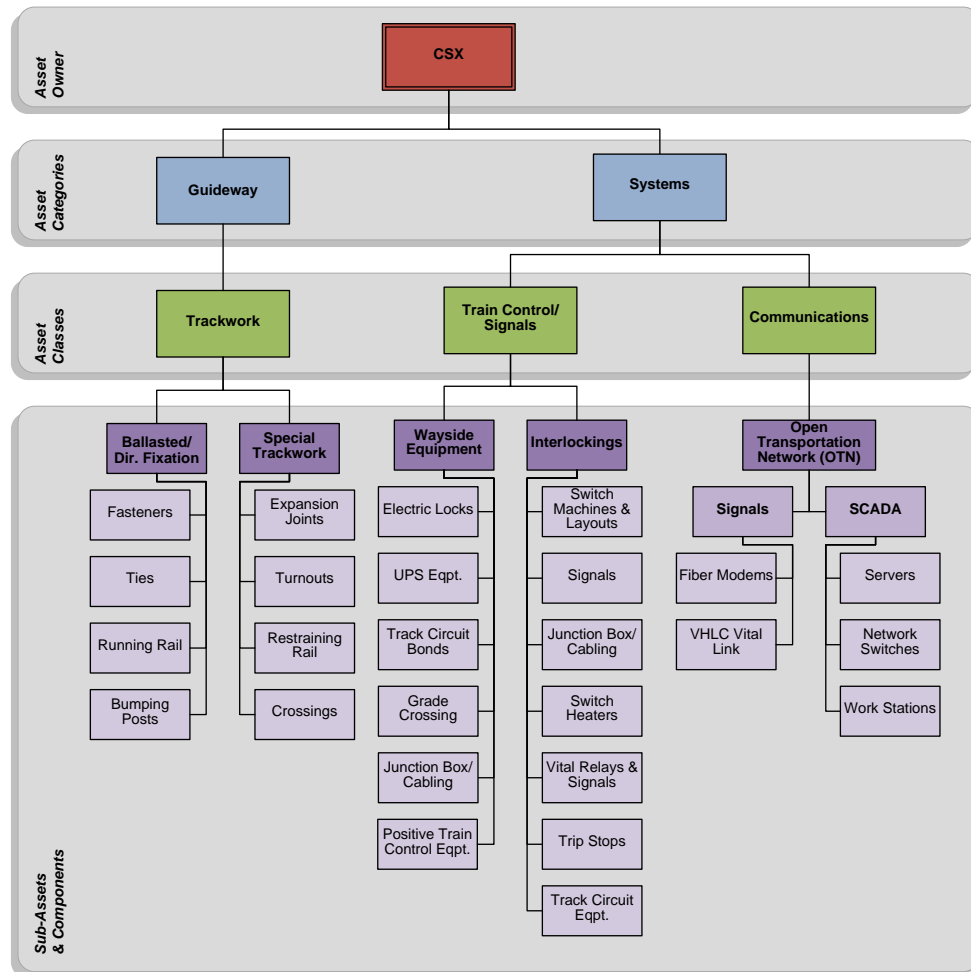 Asset
Owner
CSX
Asset
Categories
Guideway
Systems
Asset
Classes
Trackwork
Train Control/
Signals
Communications
Sub-Assets
& Components
Ballasted/
Dir. Fixation
Fasteners
Ties
Running Rail
Bumping
Posts
Special
Trackwork
Expansion
Joints
Turnouts
Restraining
Rail
Crossings
Wayside
Equipment
Electric Locks
UPS Eqpt.
Track Circuit
Bonds
Grade
Crossing
Junction Box/
Cabling
Positive Train
Control Eqpt.
Interlockings
Switch
Machines &
Layouts
Signals
Junction Box/
Cabling
Switch
Heaters
Vital Relays &
Signals
Trip Stops
Track Circuit
Eqpt.
Open
Transportation
Network (OTN)
Signals
Fiber Modems
VHLC Vital
Link
SCADA
Servers
Network
Switches
Work Stations